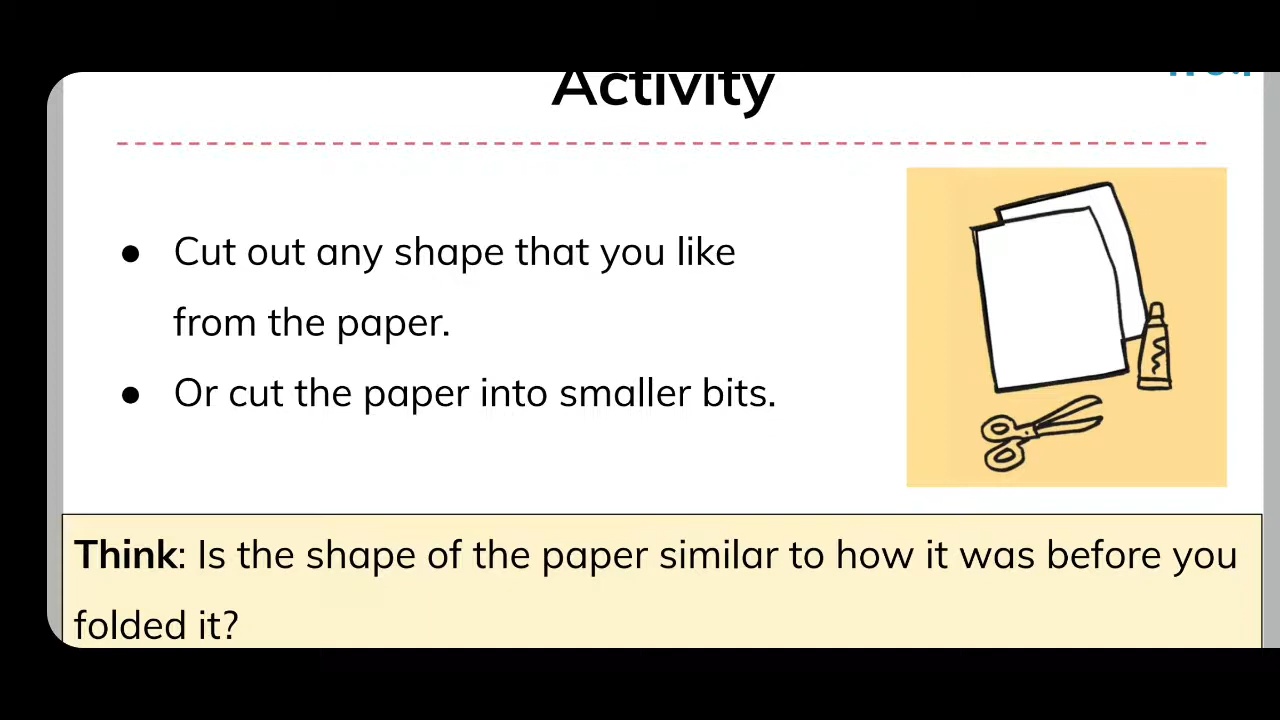 Activity
● Cut out any shape that you like
from the paper.
● Or cut the paper into smaller bits.
Think: Is the shape of the paper similar to how it was before you
folded it?